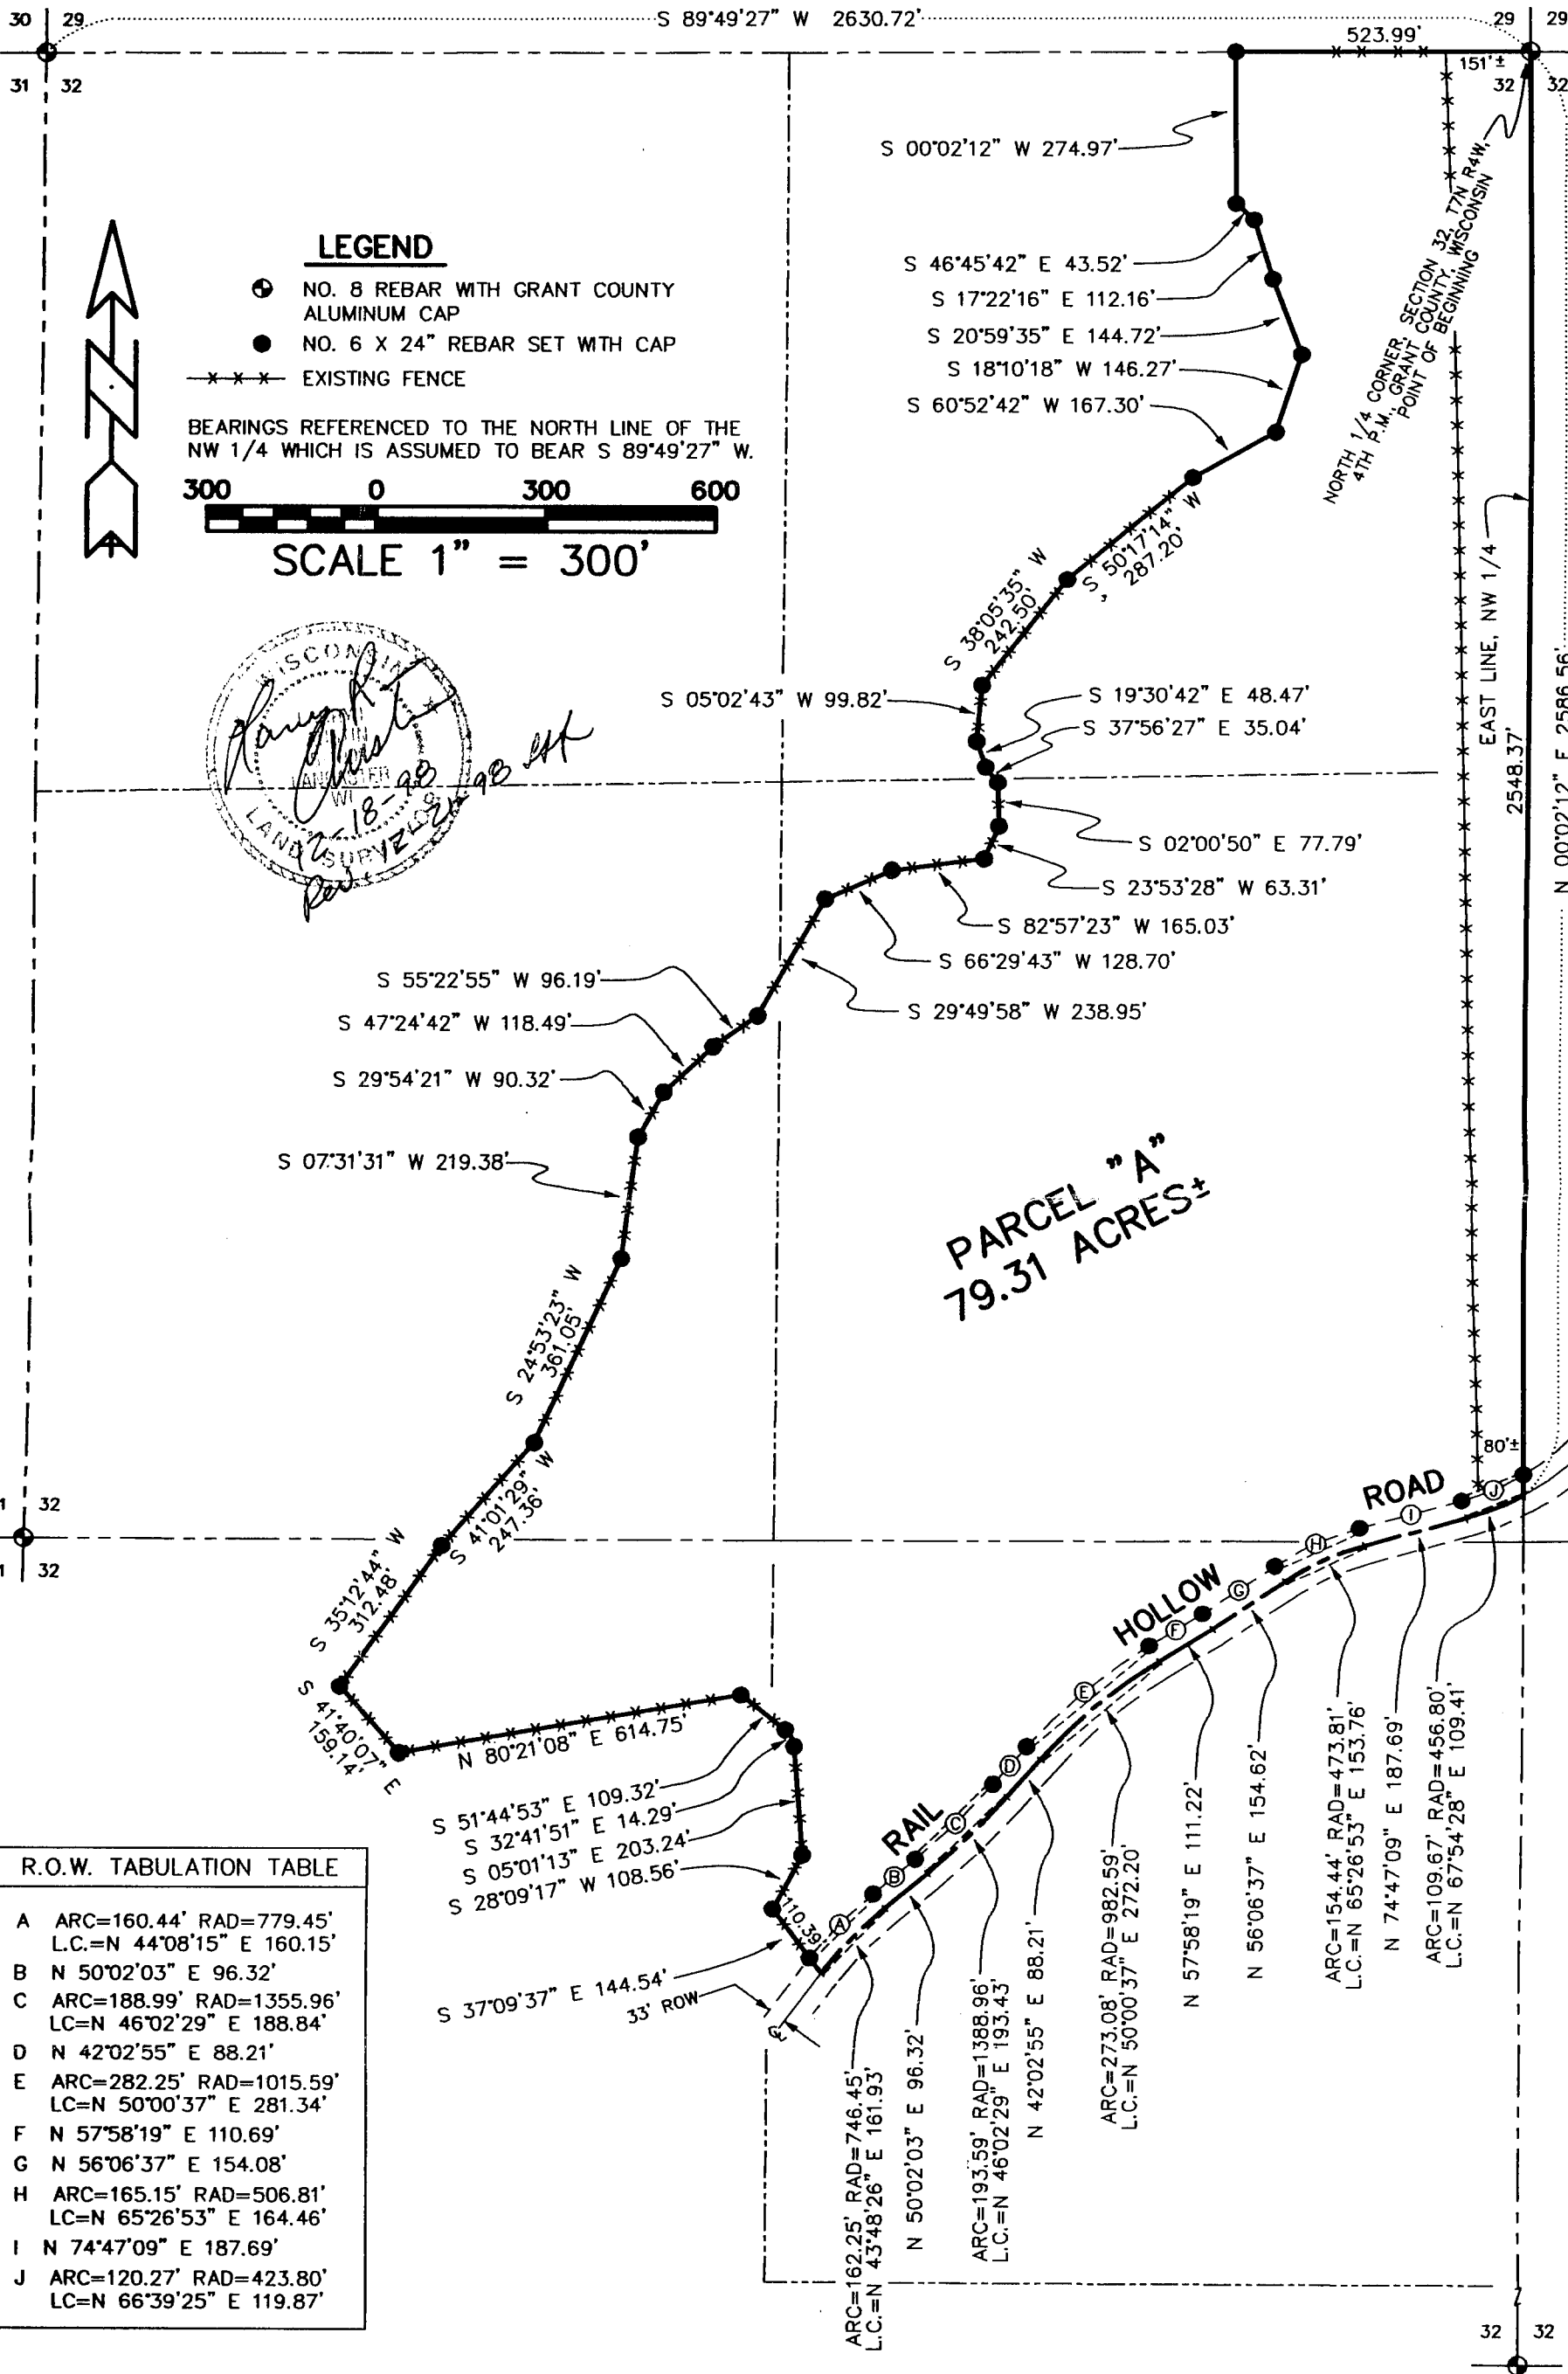 30 29
S 89°49'27" W 2630.72'
29 29
31 32
523.99'
151'±
32 32
S 00°02'12" W 274.97'
NORTH 1/4 CORNER, SECTION 32, T7N R4W,
4TH P.M., GRANT COUNTY, WISCONSIN
POINT OF BEGINNING
LEGEND
NO. 8 REBAR WITH GRANT COUNTY
ALUMINUM CAP
NO. 6 X 24" REBAR SET WITH CAP
EXISTING FENCE
BEARINGS REFERENCED TO THE NORTH LINE OF THE
NW 1/4 WHICH IS ASSUMED TO BEAR S 89°49'27" W.
N
300 0 300 600
SCALE 1" = 300'
S 46°45'42" E 43.52'
S 17°22'16" E 112.16'
S 20°59'35" E 144.72'
S 18°10'18" W 146.27'
S 60°52'42" W 167.30'
S 50°17'14" W
287.20'
S 38°05'35" W
242.50'
EAST LINE, NW 1/4
2548.37'
N 00°02'12" E 2586.56'
WISCONSIN
LANCASTER
WI
LAND SURVEYOR
12-18-98
Rev. 12-21-98
S 05°02'43" W 99.82'
S 19°30'42" E 48.47'
S 37°56'27" E 35.04'
S 02°00'50" E 77.79'
S 23°53'28" W 63.31'
S 82°57'23" W 165.03'
S 66°29'43" W 128.70'
S 29°49'58" W 238.95'
S 55°22'55" W 96.19'
S 47°24'42" W 118.49'
S 29°54'21" W 90.32'
S 07°31'31" W 219.38'
PARCEL "A"
79.31 ACRES±
S 24°53'23" W
361.05'
S 41°01'29" W
247.36'
1 32
1 32
S 35°12'44" W
312.48'
S 41°40'07" E
159.14'
N 80°21'08" E 614.75'
S 51°44'53" E 109.32'
S 32°41'51" E 14.29'
S 05°01'13" E 203.24'
S 28°09'17" W 108.56'
110.39'
S 37°09'37" E 144.54'
33' ROW
80'±
RAIL HOLLOW ROAD
A B C D E F G H I J
ARC=162.25' RAD=746.45'
L.C.=N 43°48'26" E 161.93'
N 50°02'03" E 96.32'
ARC=193.59' RAD=1388.96'
L.C.=N 46°02'29" E 193.43'
N 42°02'55" E 88.21'
ARC=273.08' RAD=982.59'
L.C.=N 50°00'37" E 272.20'
N 57°58'19" E 111.22'
N 56°06'37" E 154.62'
ARC=154.44' RAD=473.81'
L.C.=N 65°26'53" E 153.76'
N 74°47'09" E 187.69'
ARC=109.67' RAD=456.80'
L.C.=N 67°54'28" E 109.41'
R.O.W. TABULATION TABLE
A ARC=160.44' RAD=779.45'
L.C.=N 44°08'15" E 160.15'
B N 50°02'03" E 96.32'
C ARC=188.99' RAD=1355.96'
LC=N 46°02'29" E 188.84'
D N 42°02'55" E 88.21'
E ARC=282.25' RAD=1015.59'
LC=N 50°00'37" E 281.34'
F N 57°58'19" E 110.69'
G N 56°06'37" E 154.08'
H ARC=165.15' RAD=506.81'
LC=N 65°26'53" E 164.46'
I N 74°47'09" E 187.69'
J ARC=120.27' RAD=423.80'
LC=N 66°39'25" E 119.87'
32 32